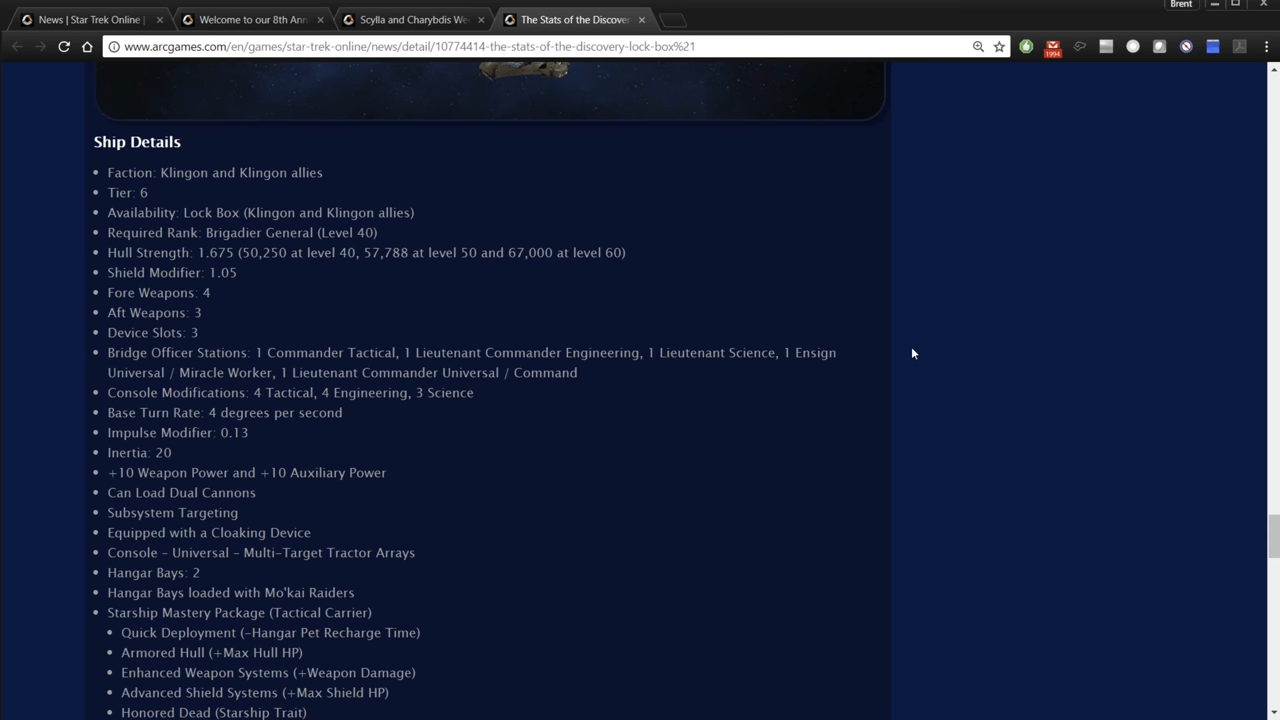 Brent
News | Star Trek Online |
Welcome to our 8th Ann
Scylla and Charybdis We
The Stats of the Discover
www.arcgames.com/en/games/star-trek-online/news/detail/10774414-the-stats-of-the-discovery-lock-box%21
1994
Ship Details
Faction: Klingon and Klingon allies
Tier: 6
Availability: Lock Box (Klingon and Klingon allies)
Required Rank: Brigadier General (Level 40)
Hull Strength: 1.675 (50,250 at level 40, 57,788 at level 50 and 67,000 at level 60)
Shield Modifier: 1.05
Fore Weapons: 4
Aft Weapons: 3
Device Slots: 3
Bridge Officer Stations: 1 Commander Tactical, 1 Lieutenant Commander Engineering, 1 Lieutenant Science, 1 Ensign
Universal / Miracle Worker, 1 Lieutenant Commander Universal / Command
Console Modifications: 4 Tactical, 4 Engineering, 3 Science
Base Turn Rate: 4 degrees per second
Impulse Modifier: 0.13
Inertia: 20
+10 Weapon Power and +10 Auxiliary Power
Can Load Dual Cannons
Subsystem Targeting
Equipped with a Cloaking Device
Console - Universal - Multi-Target Tractor Arrays
Hangar Bays: 2
Hangar Bays loaded with Mo'kai Raiders
Starship Mastery Package (Tactical Carrier)
Quick Deployment (-Hangar Pet Recharge Time)
Armored Hull (+Max Hull HP)
Enhanced Weapon Systems (+Weapon Damage)
Advanced Shield Systems (+Max Shield HP)
Honored Dead (Starship Trait)